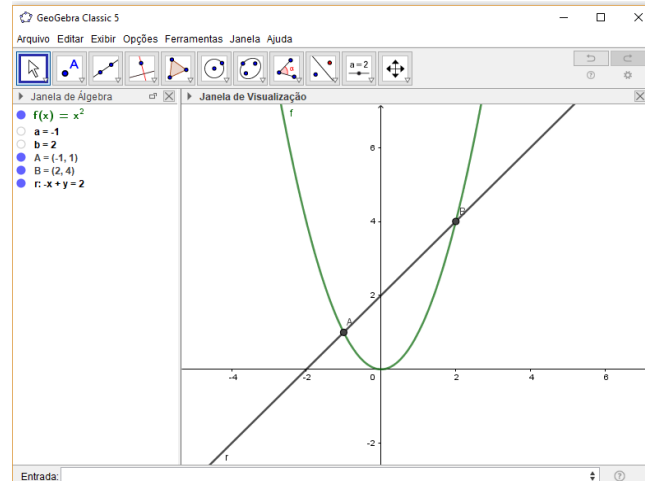 GeoGebra Classic 5
Arquivo Editar Exibir Opções Ferramentas Janela Ajuda
A
α
a = 2
Janela de Álgebra
Janela de Visualização
f(x) = x²
a = -1
b = 2
A = (-1, 1)
B = (2, 4)
r: -x + y = 2
f
6
B
4
2
A
-4 -2 0 2 4 6
-2
r
Entrada: